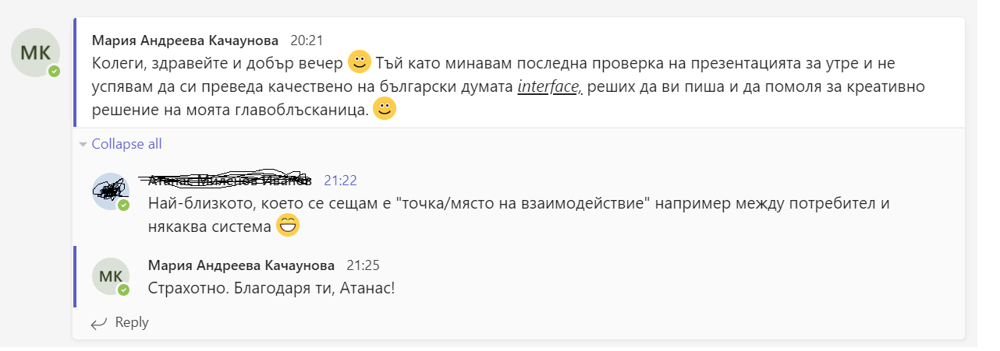 МК
Мария Андреева Качаунова 20:21
Колеги, здравейте и добър вечер 🙂 Тъй като минавам последна проверка на презентацията за утре и не
успявам да си преведа качествено на български думата interface, реших да ви пиша и да помоля за креативно
решение на моята главоблъсканица. 🙂
Collapse all
21:22
Най-близкото, което се сещам е "точка/място на взаимодействие" например между потребител и
някаква система 😄
МК
Мария Андреева Качаунова 21:25
Страхотно. Благодаря ти, Атанас!
Reply